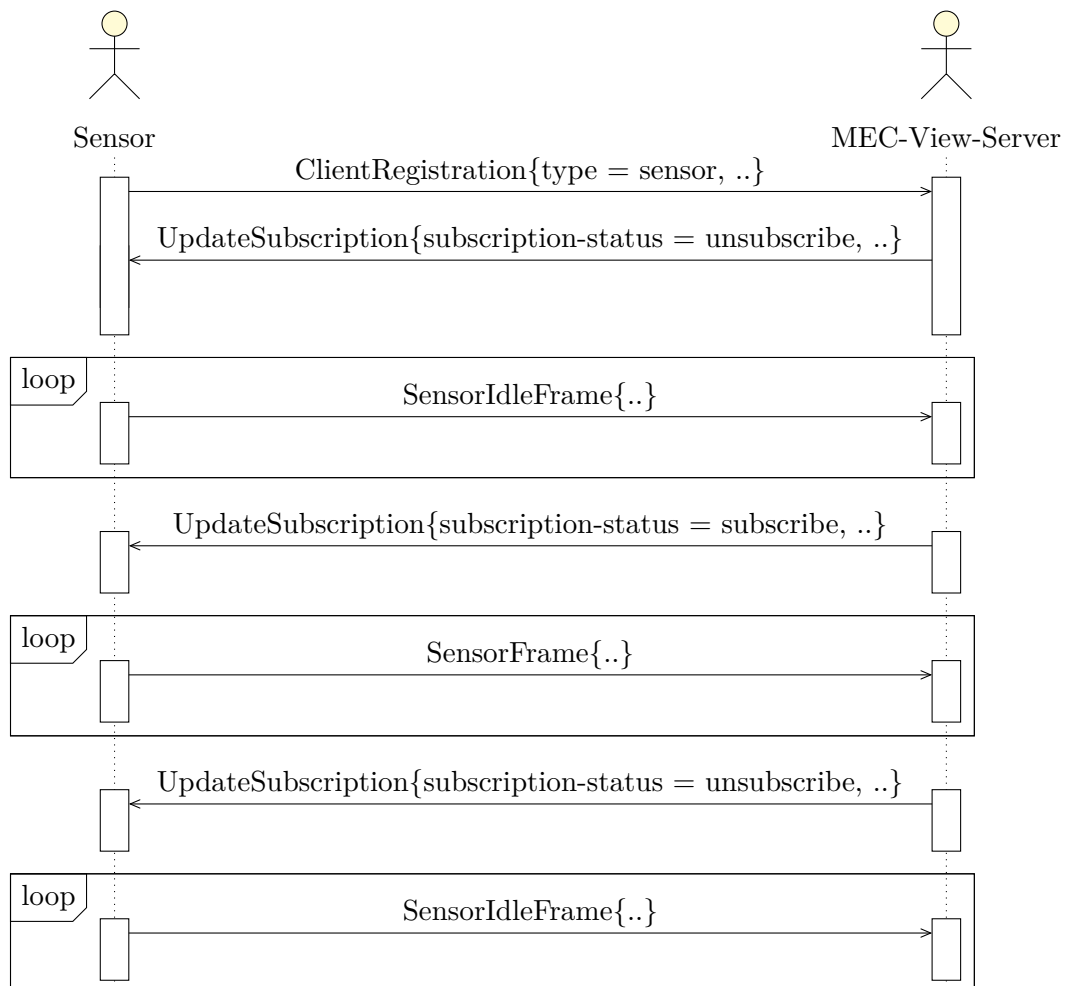 Sensor
MEC-View-Server
ClientRegistration{type = sensor, ..}
UpdateSubscription{subscription-status = unsubscribe, ..}
loop
SensorIdleFrame{..}
UpdateSubscription{subscription-status = subscribe, ..}
loop
SensorFrame{..}
UpdateSubscription{subscription-status = unsubscribe, ..}
loop
SensorIdleFrame{..}